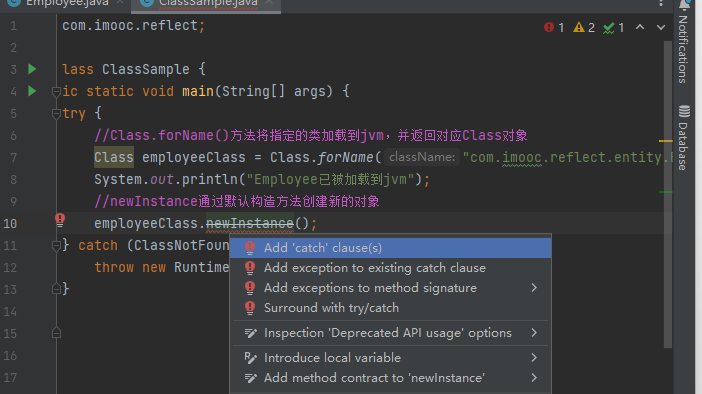 Employee.java
ClassSample.java
1 com.imooc.reflect;
1 2 1
2
3 lass ClassSample {
4 ic static void main(String[] args) {
5 try {
6 //Class.forName()方法将指定的类加载到jvm，并返回对应Class对象
7 Class employeeClass = Class.forName( className: "com.imooc.reflect.entity.
8 System.out.println("Employee已被加载到jvm");
9 //newInstance通过默认构造方法创建新的对象
10 employeeClass.newInstance();
11 } catch (ClassNotFoun
12 throw new Runtime
13 }
14
15
16
17
Add 'catch' clause(s)
Add exception to existing catch clause
Add exceptions to method signature
Surround with try/catch
Inspection 'Deprecated API usage' options
Introduce local variable
Add method contract to 'newInstance'
Notifications
Database